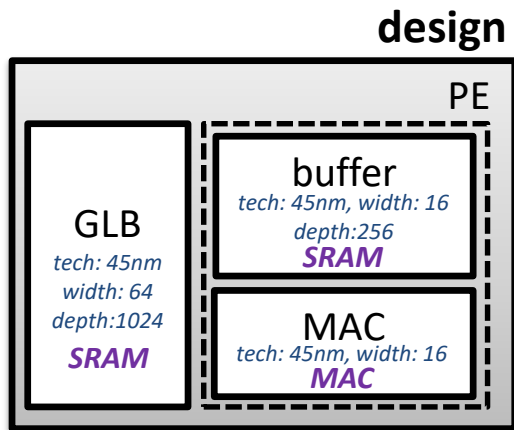 design
PE
GLB
tech: 45nm
width: 64
depth:1024
SRAM
buffer
tech: 45nm, width: 16
depth:256
SRAM
MAC
tech: 45nm, width: 16
MAC